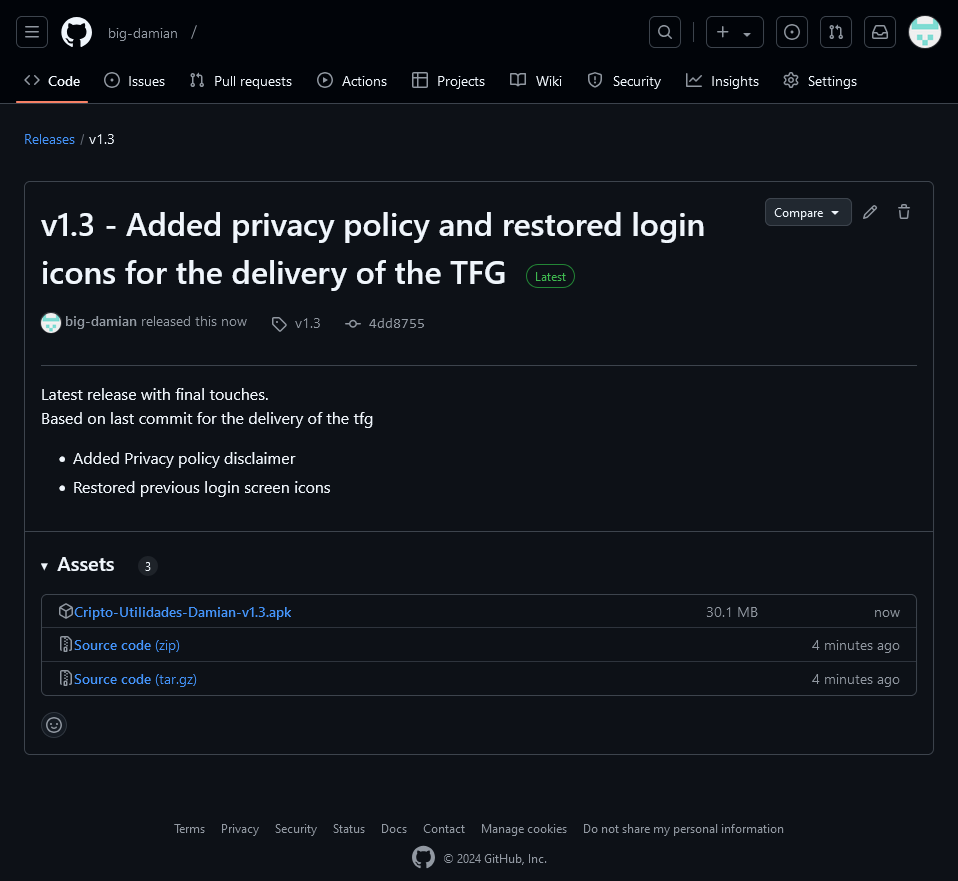 big-damian /
Code Issues Pull requests Actions Projects Wiki Security Insights Settings
Releases / v1.3
v1.3 - Added privacy policy and restored login
icons for the delivery of the TFG Latest
Compare
big-damian released this now v1.3 4dd8755
Latest release with final touches.
Based on last commit for the delivery of the tfg
• Added Privacy policy disclaimer
• Restored previous login screen icons
Assets 3
Cripto-Utilidades-Damian-v1.3.apk 30.1 MB now
Source code (zip) 4 minutes ago
Source code (tar.gz) 4 minutes ago
Terms Privacy Security Status Docs Contact Manage cookies Do not share my personal information
© 2024 GitHub, Inc.